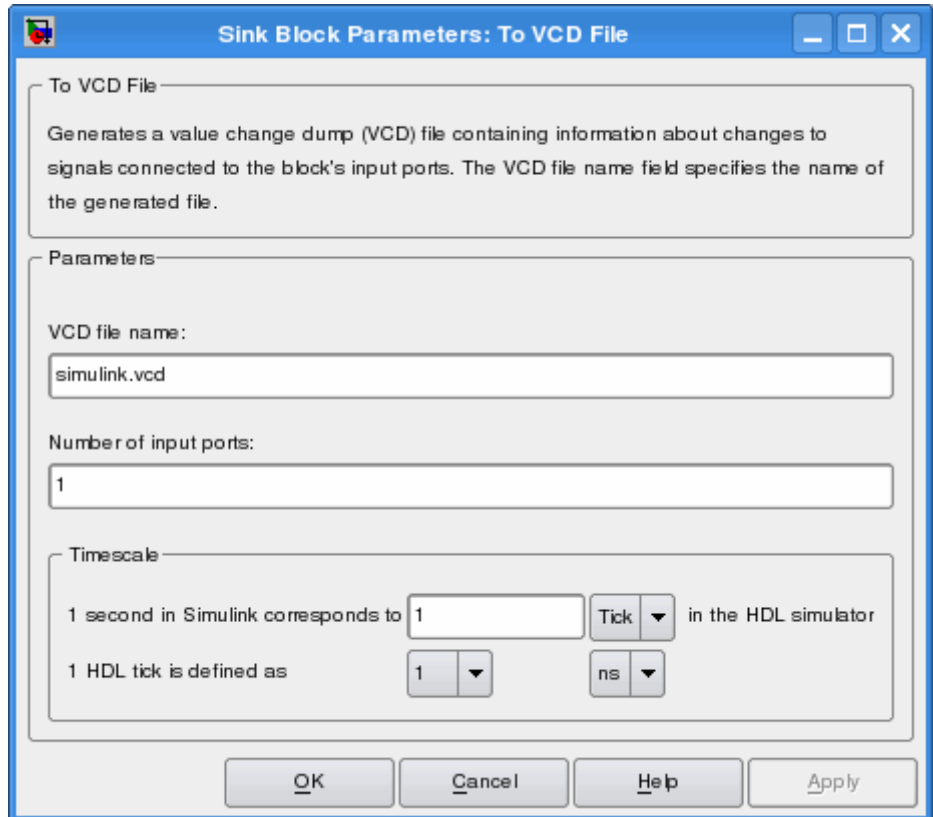 Sink Block Parameters: To VCD File
To VCD File
Generates a value change dump (VCD) file containing information about changes to
signals connected to the block's input ports. The VCD file name field specifies the name of
the generated file.
Parameters
VCD file name:
simulink.vcd
Number of input ports:
1
Timescale
1 second in Simulink corresponds to 1 Tick in the HDL simulator
1 HDL tick is defined as 1 ns
OK Cancel Help Apply